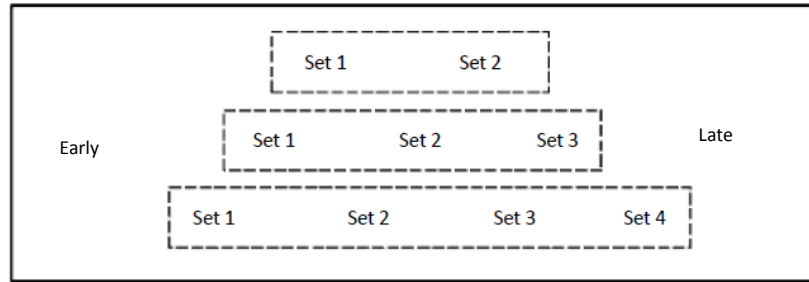 Set 1 Set 2
Set 1 Set 2 Set 3
Early Late
Set 1 Set 2 Set 3 Set 4